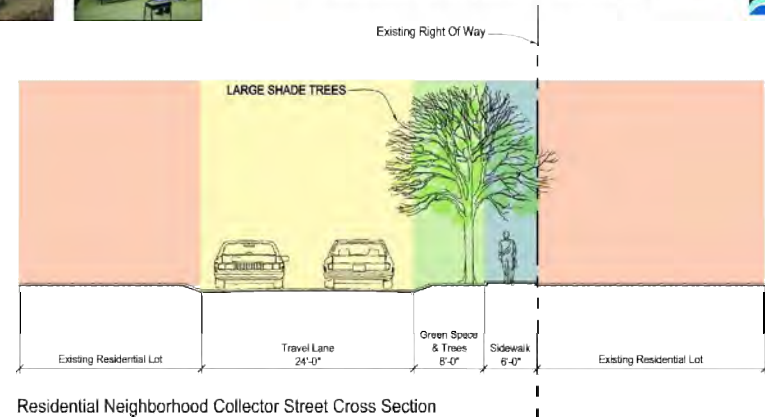 Existing Right Of Way
LARGE SHADE TREES
Existing Residential Lot
Travel Lane
24'-0"
Green Space
& Trees
8'-0"
Sidewalk
6'-0"
Existing Residential Lot
Residential Neighborhood Collector Street Cross Section